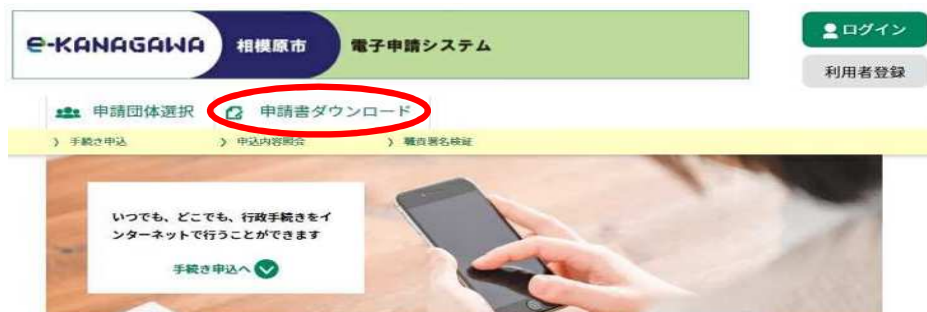 e-KANAGAWA 相模原市 電子申請システム
ログイン
利用者登録
申請団体選択 申請書ダウンロード
手続き申込 申込内容照会 職責署名検証
いつでも、どこでも、行政手続きをイ
ンターネットで行うことができます
手続き申込へ